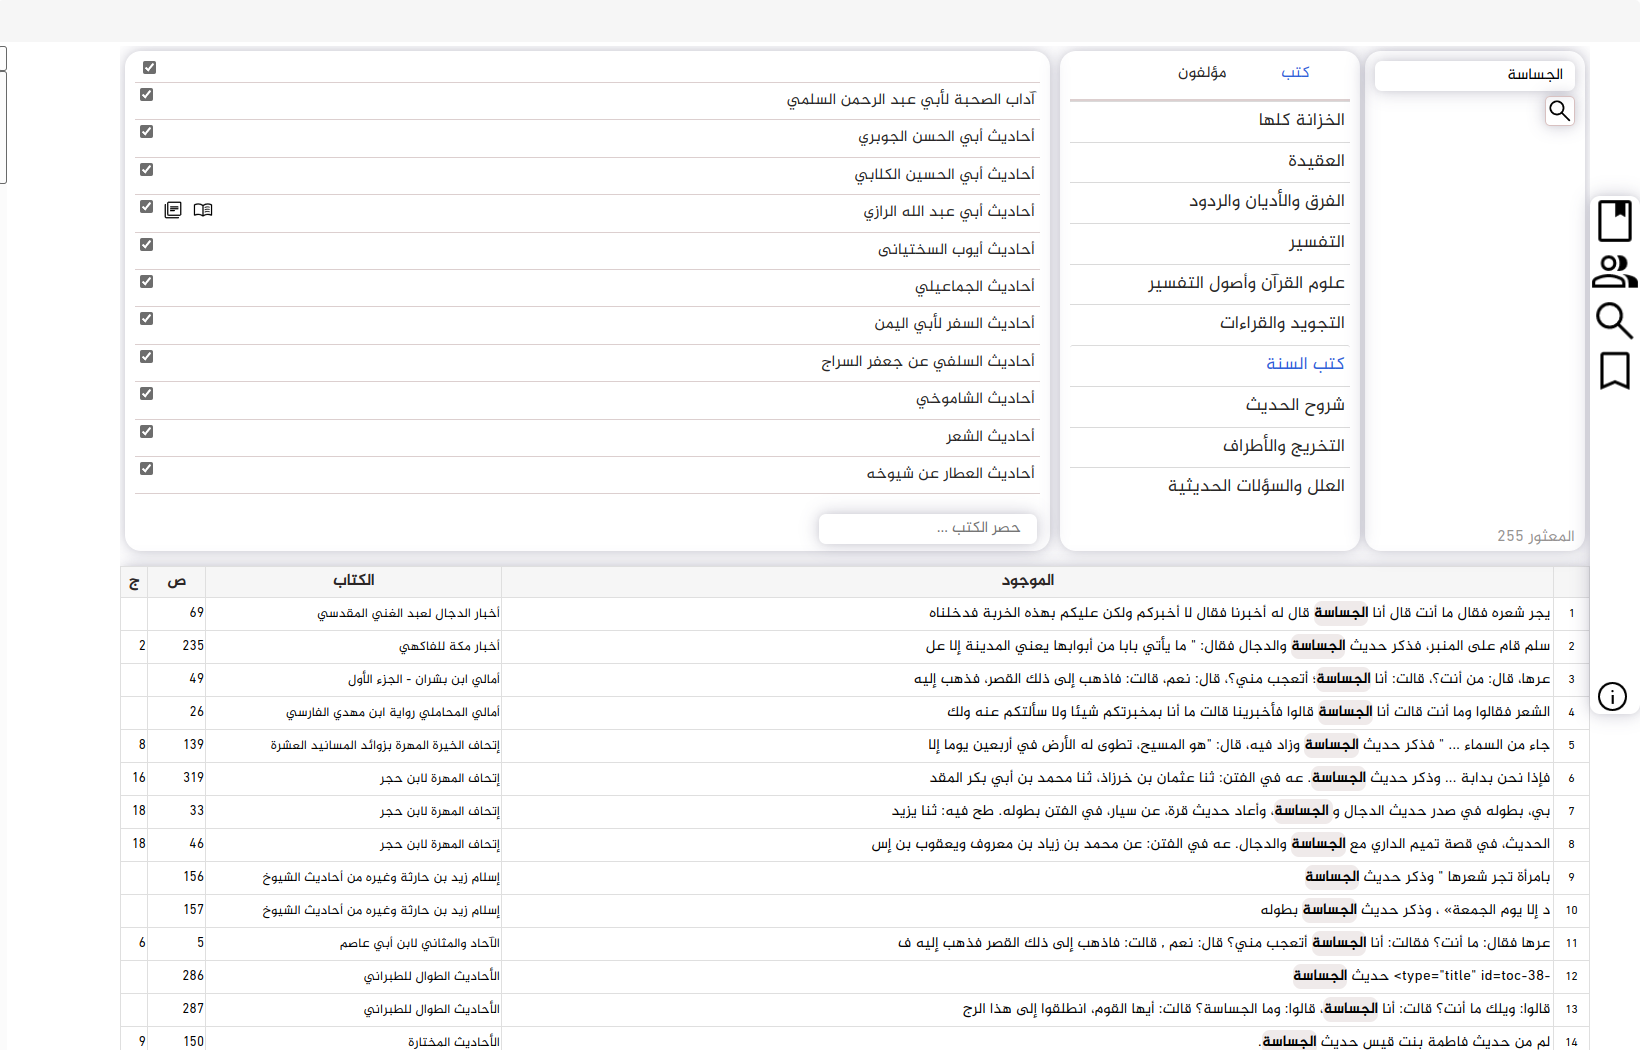 الجساسة
المعثور 255
كتب مؤلفون
الخزانة كلها
العقيدة
الفرق والأديان والردود
التفسير
علوم القرآن وأصول التفسير
التجويد والقراءات
كتب السنة
شروح الحديث
التخريج والأطراف
العلل والسؤلات الحديثية
آداب الصحبة لأبي عبد الرحمن السلمي
أحاديث أبي الحسن الجوبري
أحاديث أبي الحسين الكلابي
أحاديث أبي عبد الله الرازي
أحاديث أيوب السختيانى
أحاديث الجماعيلي
أحاديث السفر لأبي اليمن
أحاديث السلفي عن جعفر السراج
أحاديث الشاموخي
أحاديث الشعر
أحاديث العطار عن شيوخه
حصر الكتب ...
الموجود الكتاب ص ج
1 يجر شعره فقال ما أنت قال أنا الجساسة قال له أخبرنا فقال لا أخبركم ولكن عليكم بهذه الخربة فدخلناه أخبار الدجال لعبد الغني المقدسي 69
2 سلم قام على المنبر، فذكر حديث الجساسة والدجال فقال: " ما يأتي بابا من أبوابها يعني المدينة إلا عل أخبار مكة للفاكهي 235 2
3 عرها، قال: من أنت؟، قالت: أنا الجساسة؛ أتعجب مني؟، قال: نعم، قالت: فاذهب إلى ذلك القصر، فذهب إليه أمالي ابن بشران - الجزء الأول 49
4 الشعر فقالوا وما أنت قالت أنا الجساسة قالوا فأخبرينا قالت ما أنا بمخبرتكم شيئا ولا سألتكم عنه ولك أمالي المحاملي رواية ابن مهدي الفارسي 26
5 جاء من السماء ... " فذكر حديث الجساسة وزاد فيه، قال: "هو المسيح، تطوى له الأرض في أربعين يوما إلا إتحاف الخيرة المهرة بزوائد المسانيد العشرة 139 8
6 فإذا نحن بدابة ... وذكر حديث الجساسة. عه في الفتن: ثنا عثمان بن خرزاذ، ثنا محمد بن أبي بكر المقد إتحاف المهرة لابن حجر 319 16
7 بي، بطوله في صدر حديث الدجال و الجساسة، وأعاد حديث قرة، عن سيار، في الفتن بطوله. طح فيه: ثنا يزيد إتحاف المهرة لابن حجر 33 18
8 الحديث، في قصة تميم الداري مع الجساسة والدجال. عه في الفتن: عن محمد بن زياد بن معروف ويعقوب بن إس إتحاف المهرة لابن حجر 46 18
9 بامرأة تجر شعرها " وذكر حديث الجساسة إسلام زيد بن حارثة وغيره من أحاديث الشيوخ 156
10 د إلا يوم الجمعة» ، وذكر حديث الجساسة بطوله إسلام زيد بن حارثة وغيره من أحاديث الشيوخ 157
11 عرها فقال: ما أنت؟ فقالت: أنا الجساسة أتعجب مني؟ قال: نعم , قالت: فاذهب إلى ذلك القصر فذهب إليه ف الآحاد والمثاني لابن أبي عاصم 5 6
12 type="title" id=toc-38-> حديث الجساسة الأحاديث الطوال للطبراني 286
13 قالوا: ويلك ما أنت؟ قالت: أنا الجساسة، قالوا: وما الجساسة؟ قالت: أيها القوم، انطلقوا إلى هذا الرج الأحاديث الطوال للطبراني 287
14 لم من حديث فاطمة بنت قيس حديث الجساسة. الأحاديث المختارة 150 9